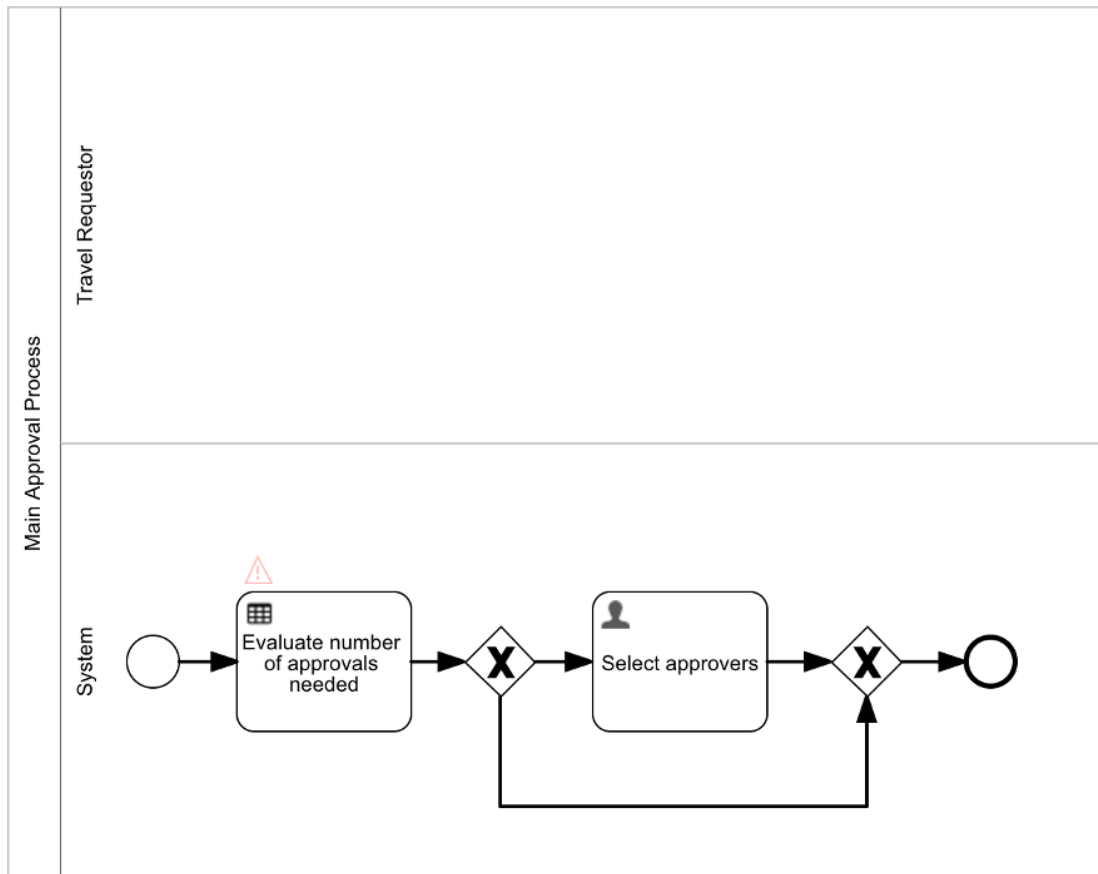 Main Approval Process
Travel Requestor
System
Evaluate number
of approvals
needed
Select approvers